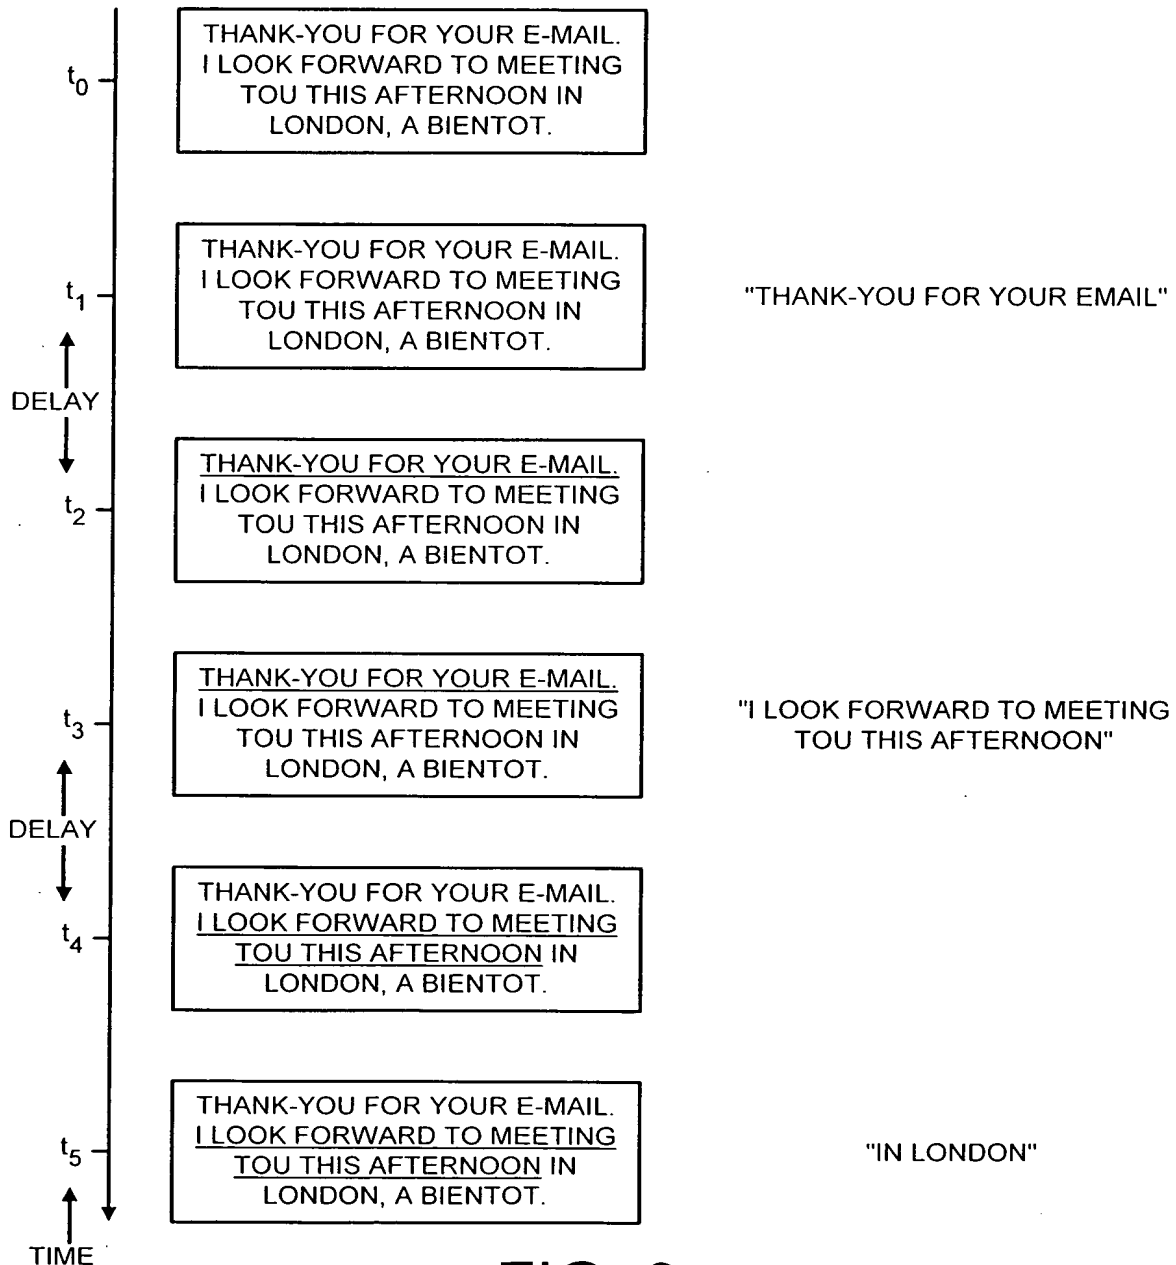 t0
THANK-YOU FOR YOUR E-MAIL.
I LOOK FORWARD TO MEETING
TOU THIS AFTERNOON IN
LONDON, A BIENTOT.
t1
THANK-YOU FOR YOUR E-MAIL.
I LOOK FORWARD TO MEETING
TOU THIS AFTERNOON IN
LONDON, A BIENTOT.
"THANK-YOU FOR YOUR EMAIL"
DELAY
t2
THANK-YOU FOR YOUR E-MAIL.
I LOOK FORWARD TO MEETING
TOU THIS AFTERNOON IN
LONDON, A BIENTOT.
t3
THANK-YOU FOR YOUR E-MAIL.
I LOOK FORWARD TO MEETING
TOU THIS AFTERNOON IN
LONDON, A BIENTOT.
"I LOOK FORWARD TO MEETING
TOU THIS AFTERNOON"
DELAY
t4
THANK-YOU FOR YOUR E-MAIL.
I LOOK FORWARD TO MEETING
TOU THIS AFTERNOON IN
LONDON, A BIENTOT.
t5
THANK-YOU FOR YOUR E-MAIL.
I LOOK FORWARD TO MEETING
TOU THIS AFTERNOON IN
LONDON, A BIENTOT.
"IN LONDON"
TIME